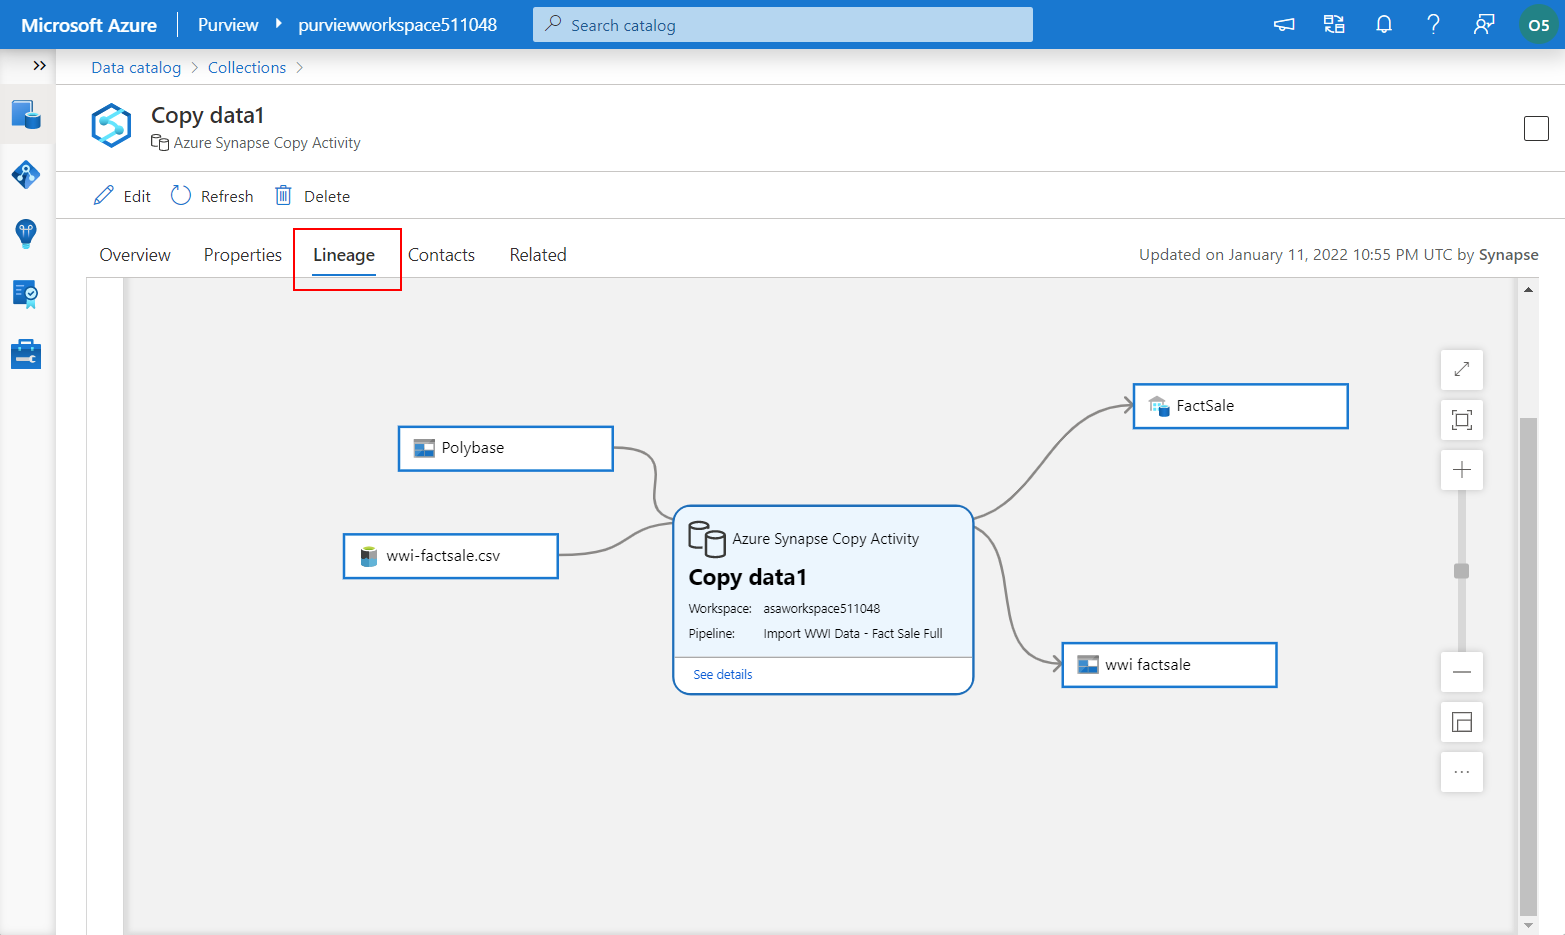 Microsoft Azure Purview purviewworkspace511048 Search catalog O5
Data catalog Collections
Copy data1
Azure Synapse Copy Activity
Edit Refresh Delete
Overview Properties Lineage Contacts Related Updated on January 11, 2022 10:55 PM UTC by Synapse
FactSale
Polybase
Azure Synapse Copy Activity
wwi-factsale.csv
Copy data1
Workspace: asaworkspace511048
Pipeline: Import WWI Data - Fact Sale Full
wwi factsale
See details